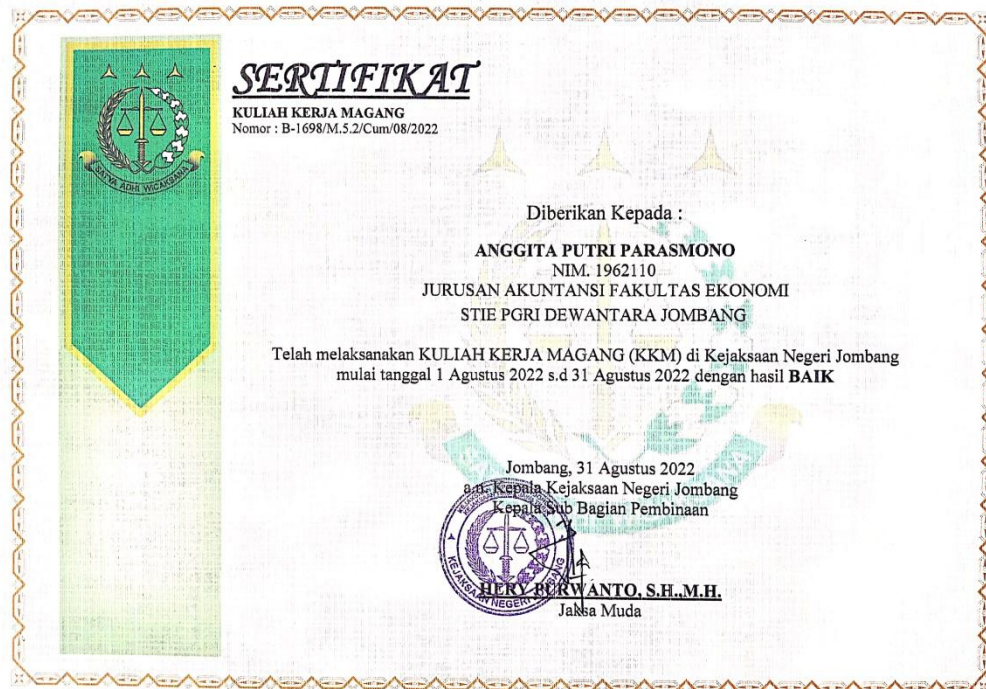 SERTIFIKAT
KULIAH KERJA MAGANG
Nomor : B-1698/M.5.2/Cum/08/2022
SATYA ADHI WICAKSANA
Diberikan Kepada :
ANGGITA PUTRI PARASMONO
NIM. 1962110
JURUSAN AKUNTANSI FAKULTAS EKONOMI
STIE PGRI DEWANTARA JOMBANG
Telah melaksanakan KULIAH KERJA MAGANG (KKM) di Kejaksaan Negeri Jombang
mulai tanggal 1 Agustus 2022 s.d 31 Agustus 2022 dengan hasil BAIK
Jombang, 31 Agustus 2022
a.n. Kepala Kejaksaan Negeri Jombang
Kepala Sub Bagian Pembinaan
KEJAKSAAN NEGERI JOMBANG
HERY PURWANTO, S.H.,M.H.
Jaksa Muda